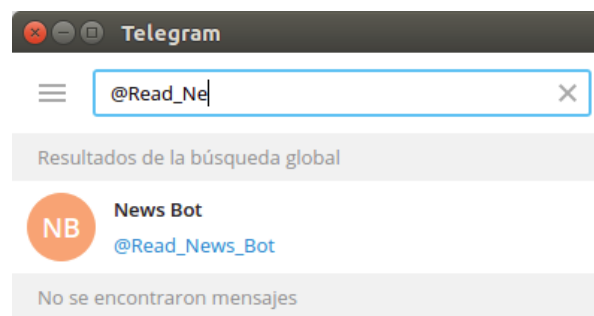 Telegram
@Read_Ne
Resultados de la búsqueda global
NB
News Bot
@Read_News_Bot
No se encontraron mensajes